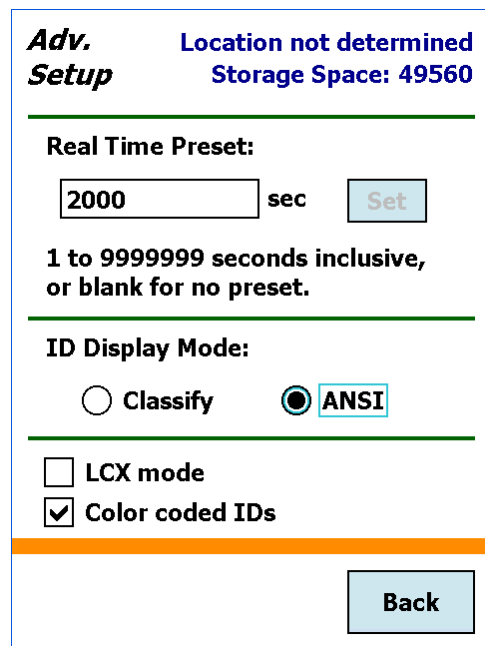 Adv.
Setup
Location not determined
Storage Space: 49560
Real Time Preset:
2000 sec Set
1 to 9999999 seconds inclusive,
or blank for no preset.
ID Display Mode:
Classify ANSI
LCX mode
Color coded IDs
Back